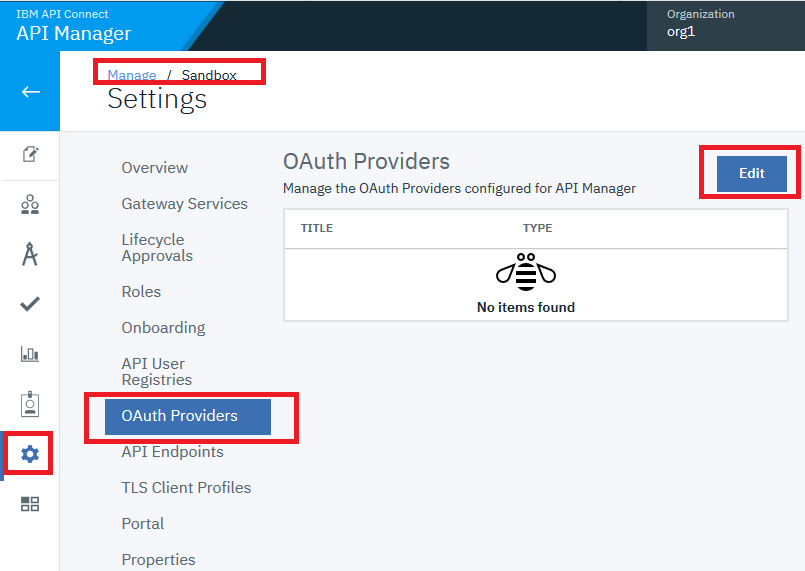 IBM API Connect
API Manager
Organization
org1
Manage / Sandbox
Settings
Overview
Gateway Services
Lifecycle
Approvals
Roles
Onboarding
API User
Registries
OAuth Providers
API Endpoints
TLS Client Profiles
Portal
Properties
OAuth Providers
Edit
Manage the OAuth Providers configured for API Manager
TITLE TYPE
No items found